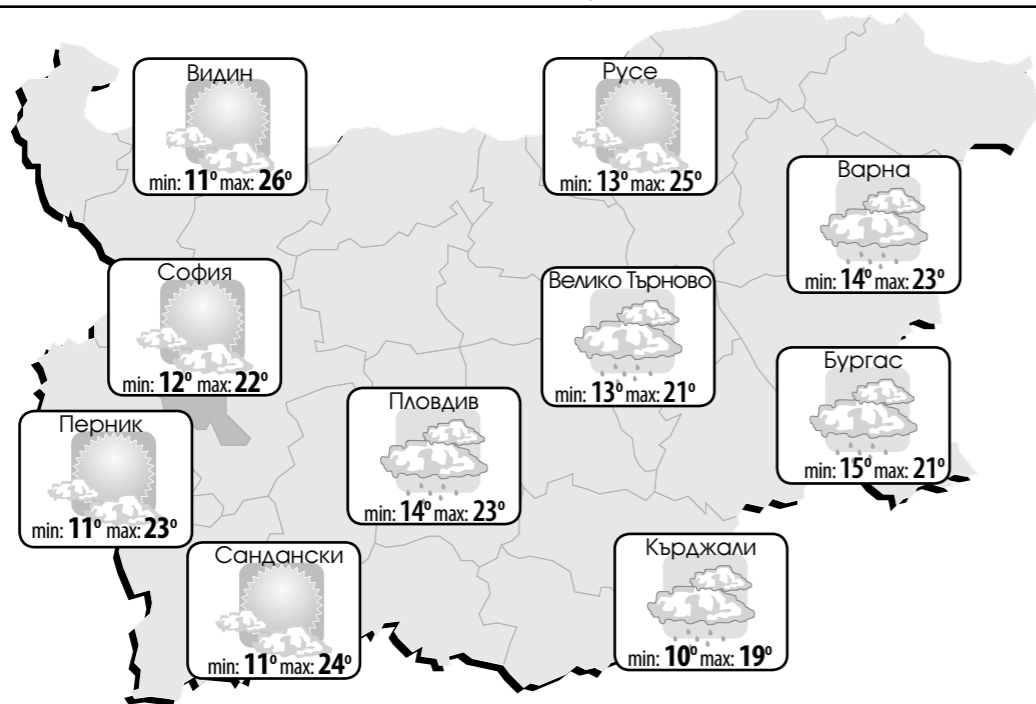 Видин
min: 11° max: 26°
Русе
min: 13° max: 25°
Варна
min: 14° max: 23°
София
min: 12° max: 22°
Велико Търново
min: 13° max: 21°
Бургас
min: 15° max: 21°
Пловдив
min: 14° max: 23°
Перник
min: 11° max: 23°
Сандански
min: 11° max: 24°
Кърджали
min: 10° max: 19°